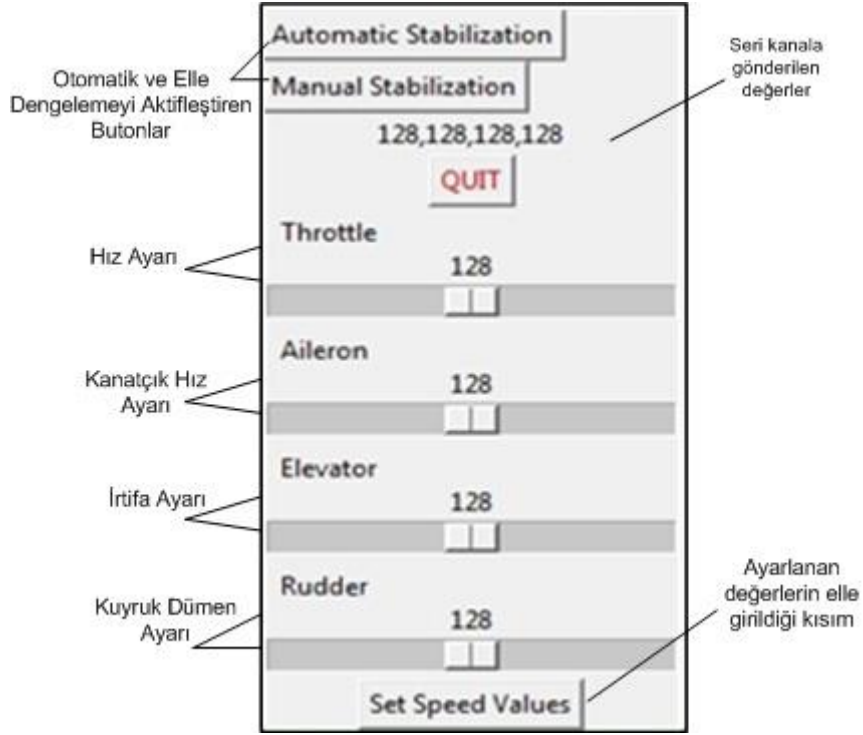 Automatic Stabilization
Manual Stabilization
128,128,128,128
QUIT
Throttle
128
Aileron
128
Elevator
128
Rudder
128
Set Speed Values
Otomatik ve Elle
Dengelemeyi Aktifleştiren
Butonlar
Hız Ayarı
Kanatçık Hız
Ayarı
İrtifa Ayarı
Kuyruk Dümen
Ayarı
Seri kanala
gönderilen
değerler
Ayarlanan
değerlerin elle
girildiği kısım